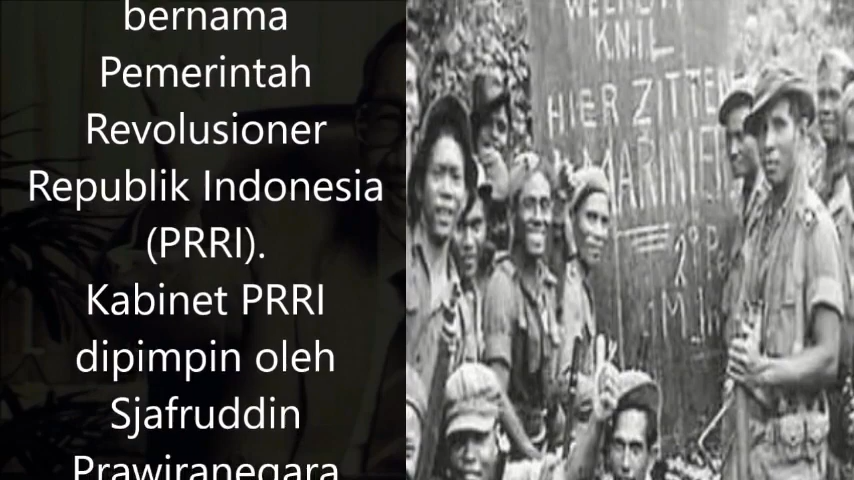 bernama
Pemerintah
Revolusioner
Republik Indonesia
(PRRI).
Kabinet PRRI
dipimpin oleh
Sjafruddin
Prawiranegara
K.N.I.L
HIER ZITTEN